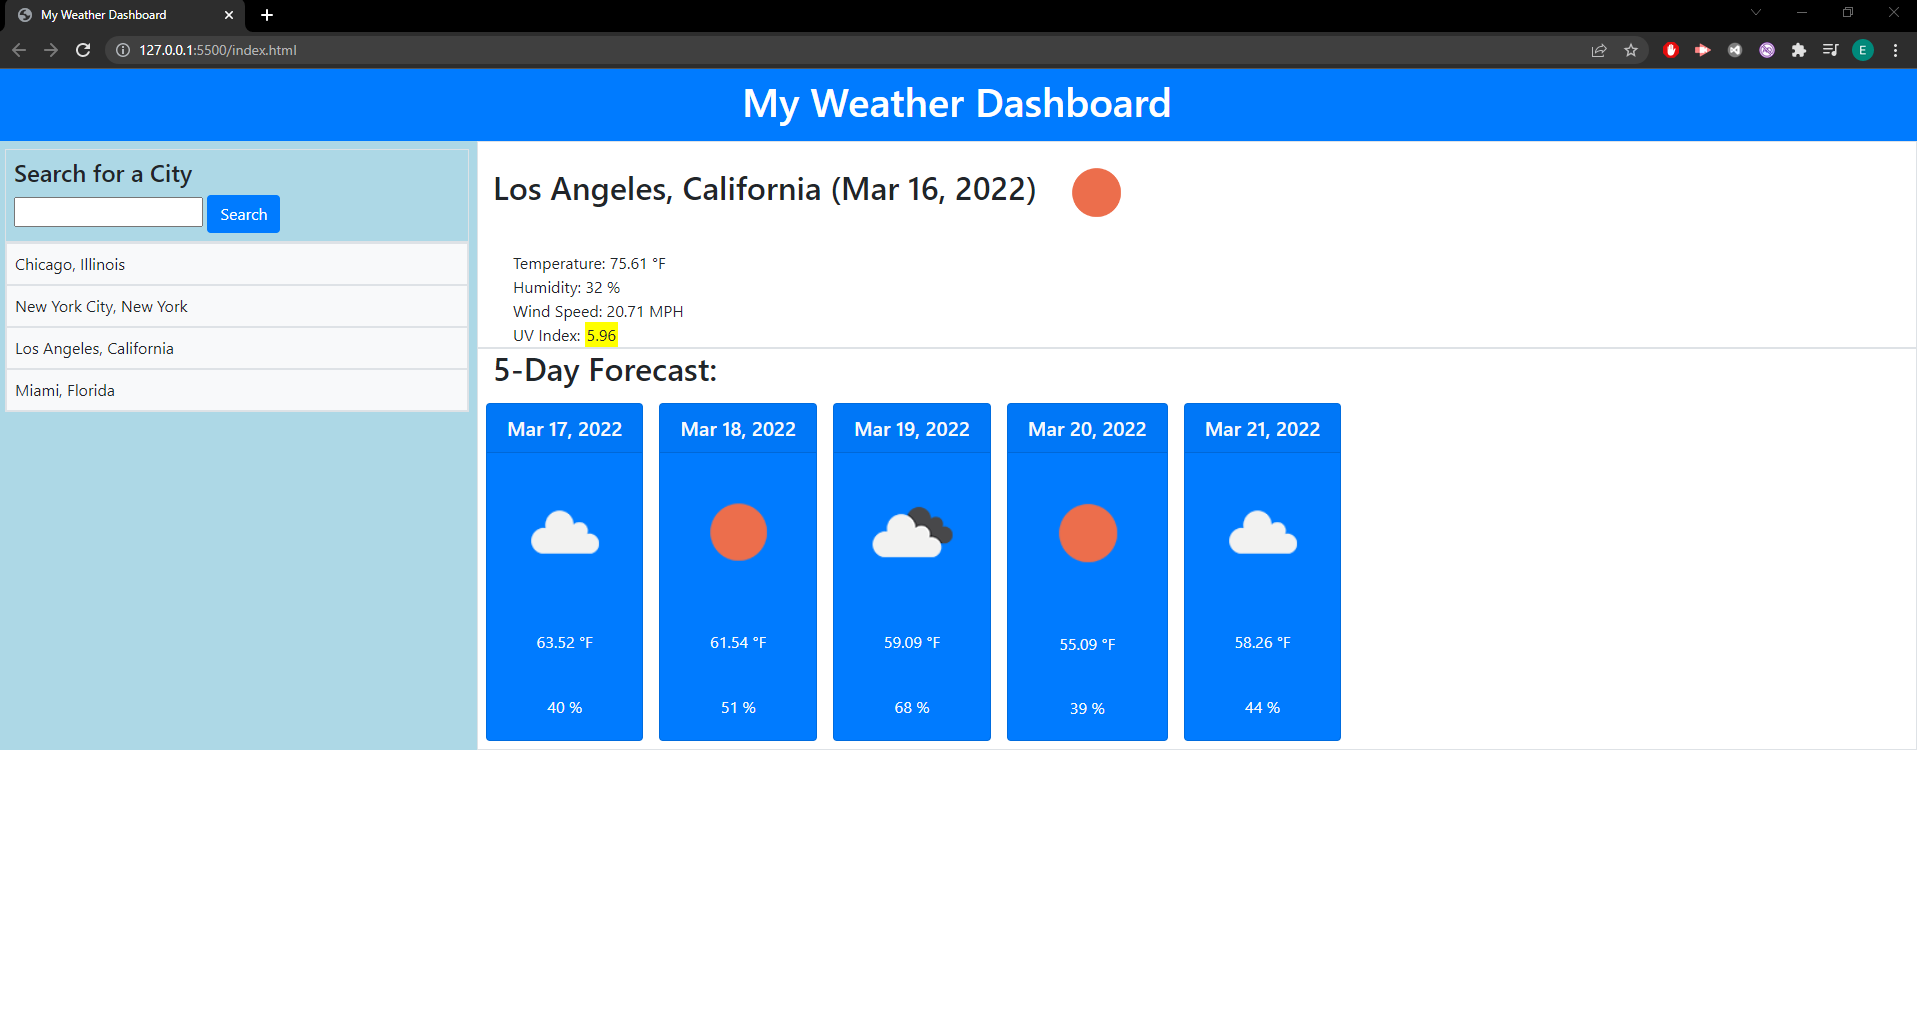 My Weather Dashboard
127.0.0.1:5500/index.html
E
My Weather Dashboard
Search for a City
Search
Chicago, Illinois
New York City, New York
Los Angeles, California
Miami, Florida
Los Angeles, California (Mar 16, 2022)
Temperature: 75.61 °F
Humidity: 32 %
Wind Speed: 20.71 MPH
UV Index: 5.96
5-Day Forecast:
Mar 17, 2022
63.52 °F
40 %
Mar 18, 2022
61.54 °F
51 %
Mar 19, 2022
59.09 °F
68 %
Mar 20, 2022
55.09 °F
39 %
Mar 21, 2022
58.26 °F
44 %